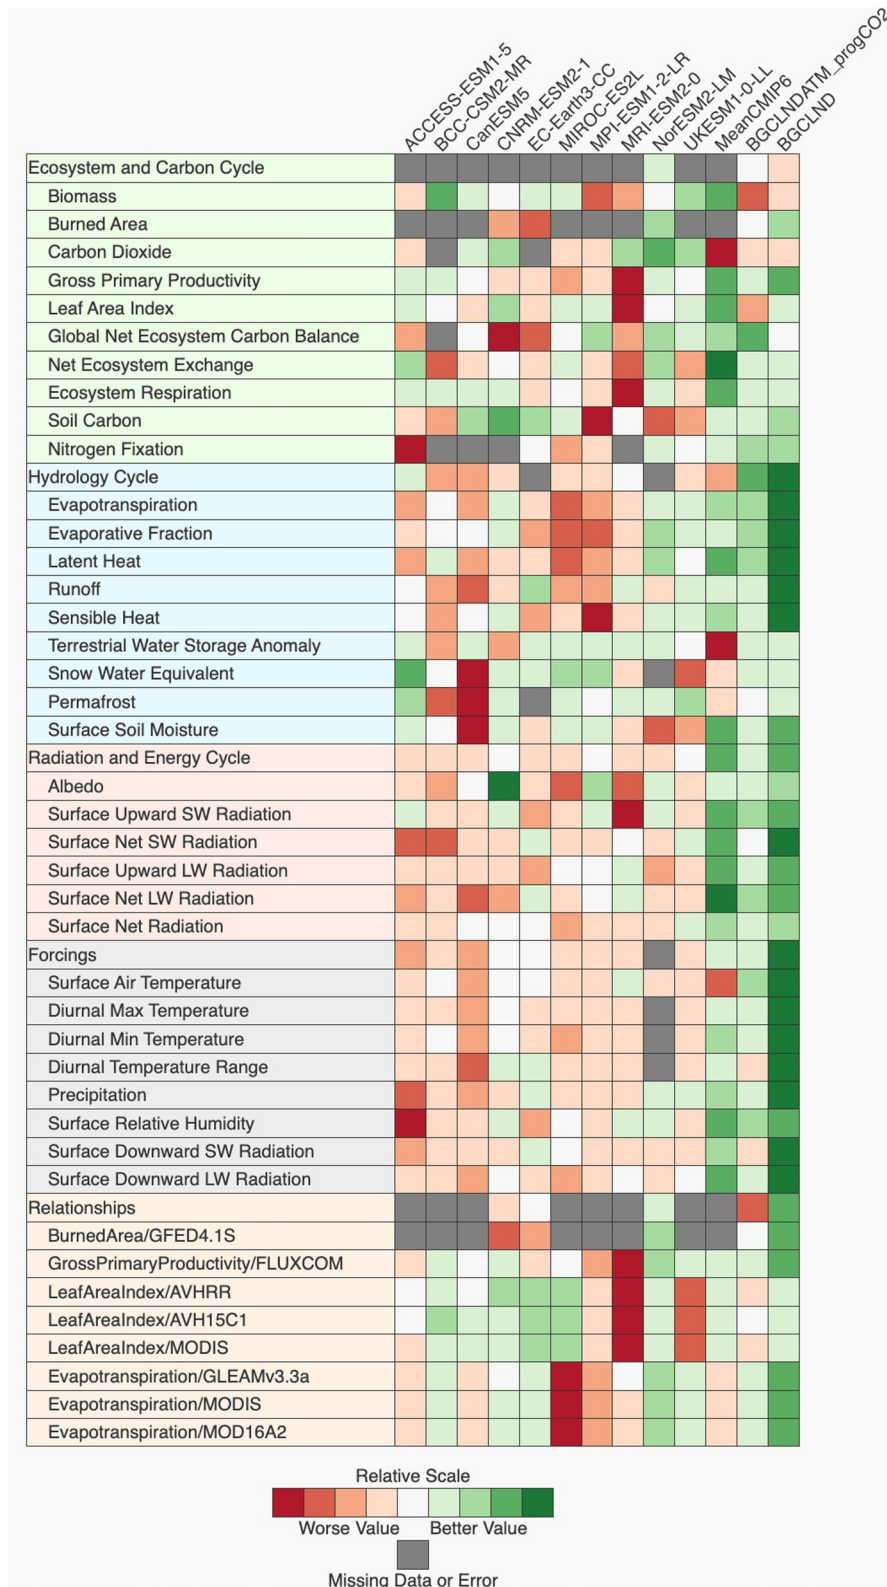 ACCESS-ESM1-5
BCC-CSM2-MR
CanESM5
CNRM-ESM2-1
EC-Earth3-CC
MIROC-ES2L
MPI-ESM1-2-LR
MRI-ESM2-0
NorESM2-LM
UKESM1-0-LL
MeanCMIP6
BGCLNDATM_progCO2
BGCLND
Ecosystem and Carbon Cycle
Biomass
Burned Area
Carbon Dioxide
Gross Primary Productivity
Leaf Area Index
Global Net Ecosystem Carbon Balance
Net Ecosystem Exchange
Ecosystem Respiration
Soil Carbon
Nitrogen Fixation
Hydrology Cycle
Evapotranspiration
Evaporative Fraction
Latent Heat
Runoff
Sensible Heat
Terrestrial Water Storage Anomaly
Snow Water Equivalent
Permafrost
Surface Soil Moisture
Radiation and Energy Cycle
Albedo
Surface Upward SW Radiation
Surface Net SW Radiation
Surface Upward LW Radiation
Surface Net LW Radiation
Surface Net Radiation
Forcings
Surface Air Temperature
Diurnal Max Temperature
Diurnal Min Temperature
Diurnal Temperature Range
Precipitation
Surface Relative Humidity
Surface Downward SW Radiation
Surface Downward LW Radiation
Relationships
BurnedArea/GFED4.1S
GrossPrimaryProductivity/FLUXCOM
LeafAreaIndex/AVHRR
LeafAreaIndex/AVH15C1
LeafAreaIndex/MODIS
Evapotranspiration/GLEAMv3.3a
Evapotranspiration/MODIS
Evapotranspiration/MOD16A2
Relative Scale
Worse Value Better Value
Missing Data or Error